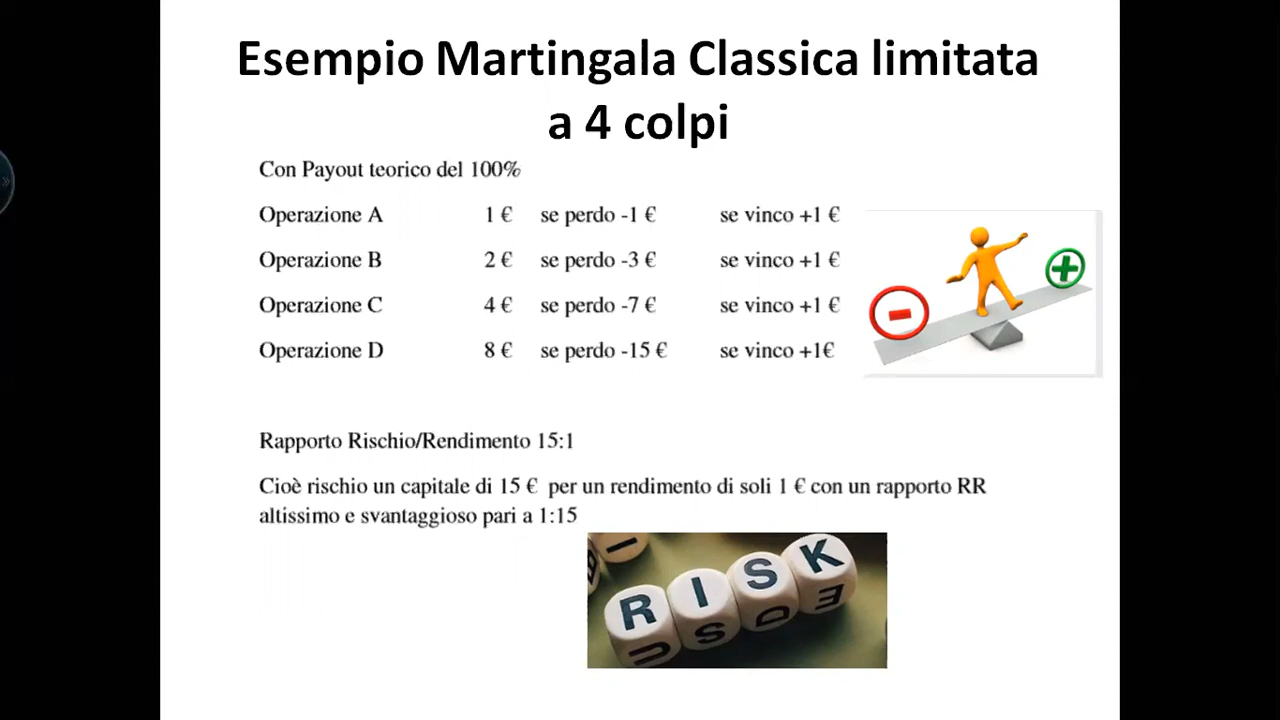 Esempio Martingala Classica limitata
a 4 colpi
Con Payout teorico del 100%
Operazione A 1 € se perdo -1 € se vinco +1 €
Operazione B 2 € se perdo -3 € se vinco +1 €
Operazione C 4 € se perdo -7 € se vinco +1 €
Operazione D 8 € se perdo -15 € se vinco +1€
Rapporto Rischio/Rendimento 15:1
Cioè rischio un capitale di 15 € per un rendimento di soli 1 € con un rapporto RR
altissimo e svantaggioso pari a 1:15
RISK